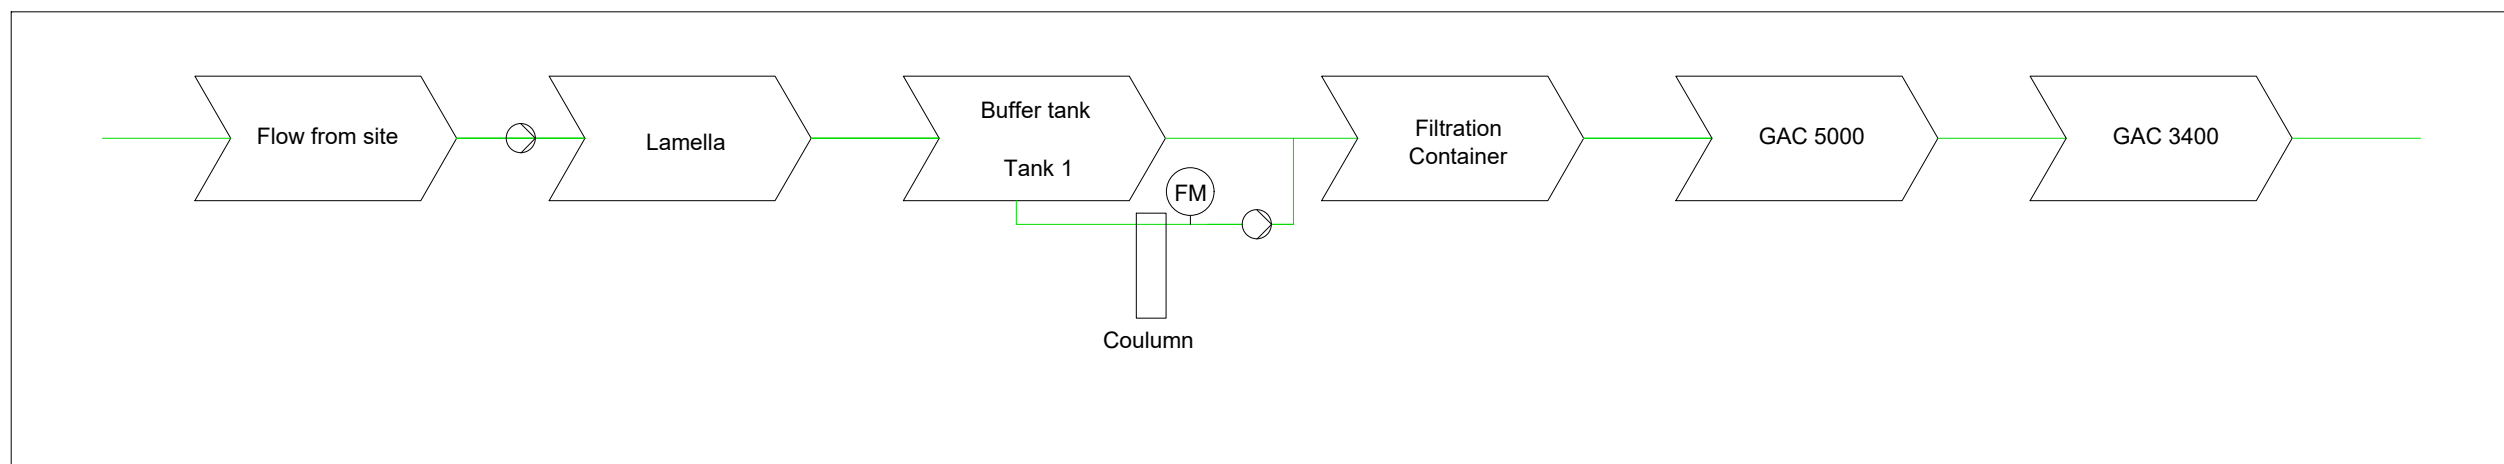 Flow from site
Lamella
Buffer tank
Tank 1
FM
Coulumn
Filtration
Container
GAC 5000
GAC 3400